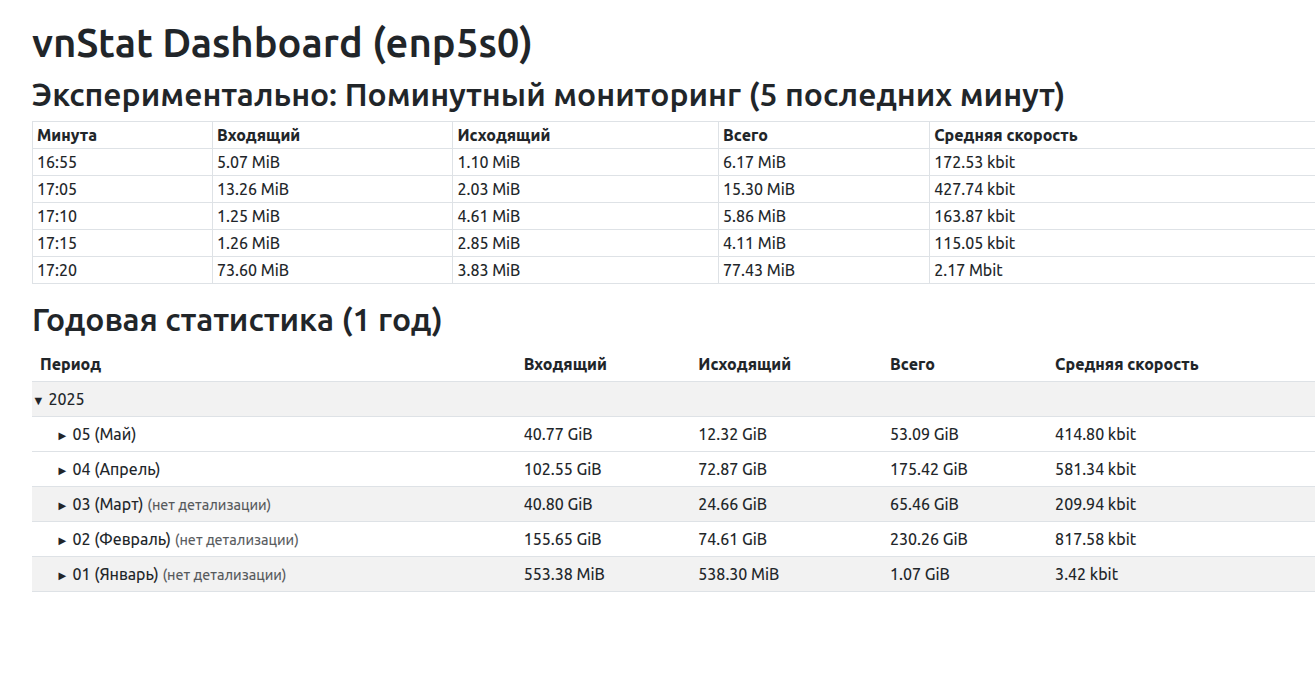 vnStat Dashboard (enp5s0)
Экспериментально: Поминутный мониторинг (5 последних минут)
Минута Входящий Исходящий Всего Средняя скорость
16:55 5.07 MiB 1.10 MiB 6.17 MiB 172.53 kbit
17:05 13.26 MiB 2.03 MiB 15.30 MiB 427.74 kbit
17:10 1.25 MiB 4.61 MiB 5.86 MiB 163.87 kbit
17:15 1.26 MiB 2.85 MiB 4.11 MiB 115.05 kbit
17:20 73.60 MiB 3.83 MiB 77.43 MiB 2.17 Mbit
Годовая статистика (1 год)
Период Входящий Исходящий Всего Средняя скорость
▾ 2025
▸ 05 (Май) 40.77 GiB 12.32 GiB 53.09 GiB 414.80 kbit
▸ 04 (Апрель) 102.55 GiB 72.87 GiB 175.42 GiB 581.34 kbit
▸ 03 (Март) (нет детализации) 40.80 GiB 24.66 GiB 65.46 GiB 209.94 kbit
▸ 02 (Февраль) (нет детализации) 155.65 GiB 74.61 GiB 230.26 GiB 817.58 kbit
▸ 01 (Январь) (нет детализации) 553.38 MiB 538.30 MiB 1.07 GiB 3.42 kbit